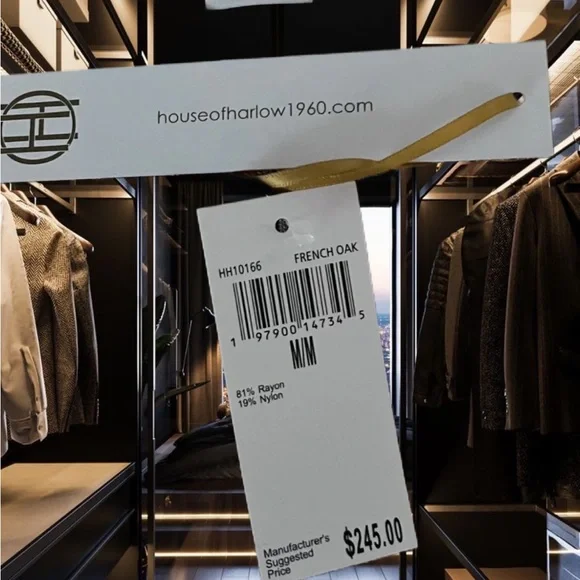 houseofharlow1960.com
HH10166 FRENCH OAK
1 97900 14734 5
M/M
81% Rayon
19% Nylon
Manufacturer's
Suggested
Price $245.00